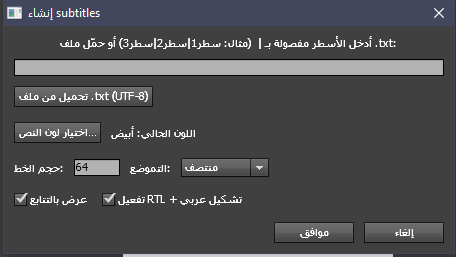 إنشاء subtitles
أدخل الأسطر مفصولة بـ | (مثال: سطر1|سطر2|سطر3) أو حمّل ملف .txt:
تحميل من ملف .txt (UTF-8)
اختيار لون النص... اللون الحالي: أبيض
حجم الخط: 64 التموضع: منتصف
عرض بالتتابع تفعيل RTL + تشكيل عربي
موافق إلغاء